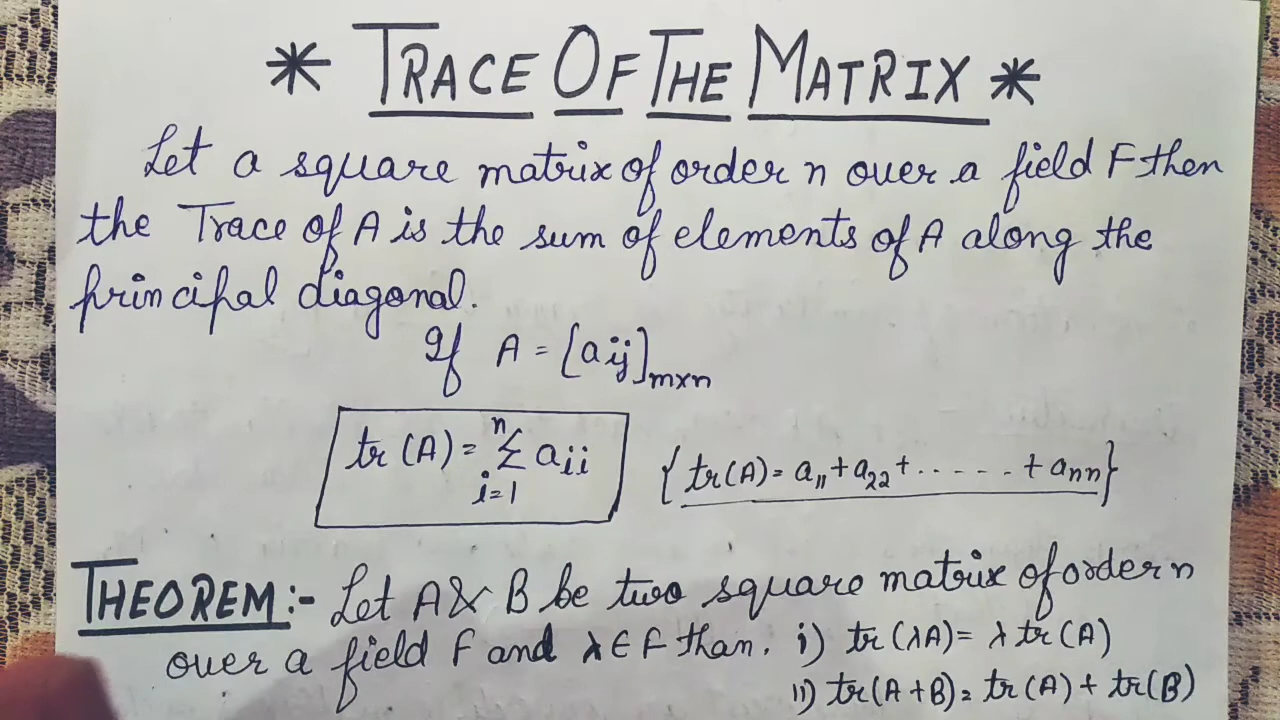 * TRACE OF THE MATRIX *
Let a square matrix of order n over a field F then
the Trace of A is the sum of elements of A along the
principal diagonal.
If A = [aij]m×n
tr (A) = n∑i=1 aii {tr(A) = a11 + a22 + ...... + ann}
THEOREM:- Let A & B be two square matrix of order n
over a field F and λ ∈ F than. i) tr (λA) = λ tr (A)
ii) tr(A+B) = tr(A) + tr(B)